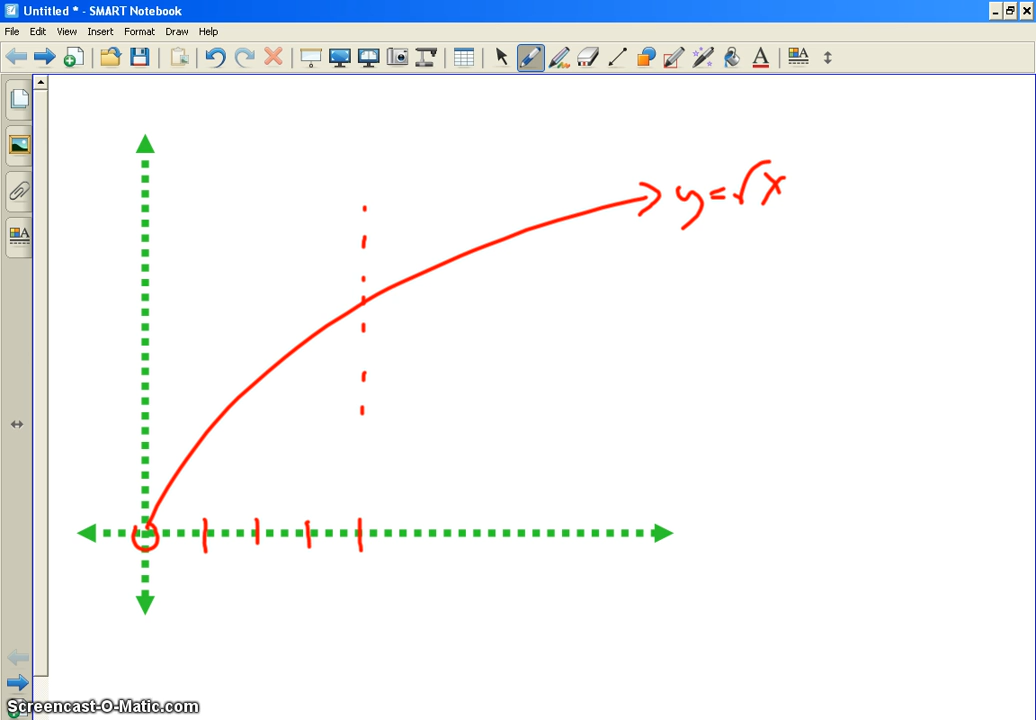 Untitled * - SMART Notebook
File Edit View Insert Format Draw Help
y=√x
Screencast-O-Matic.com